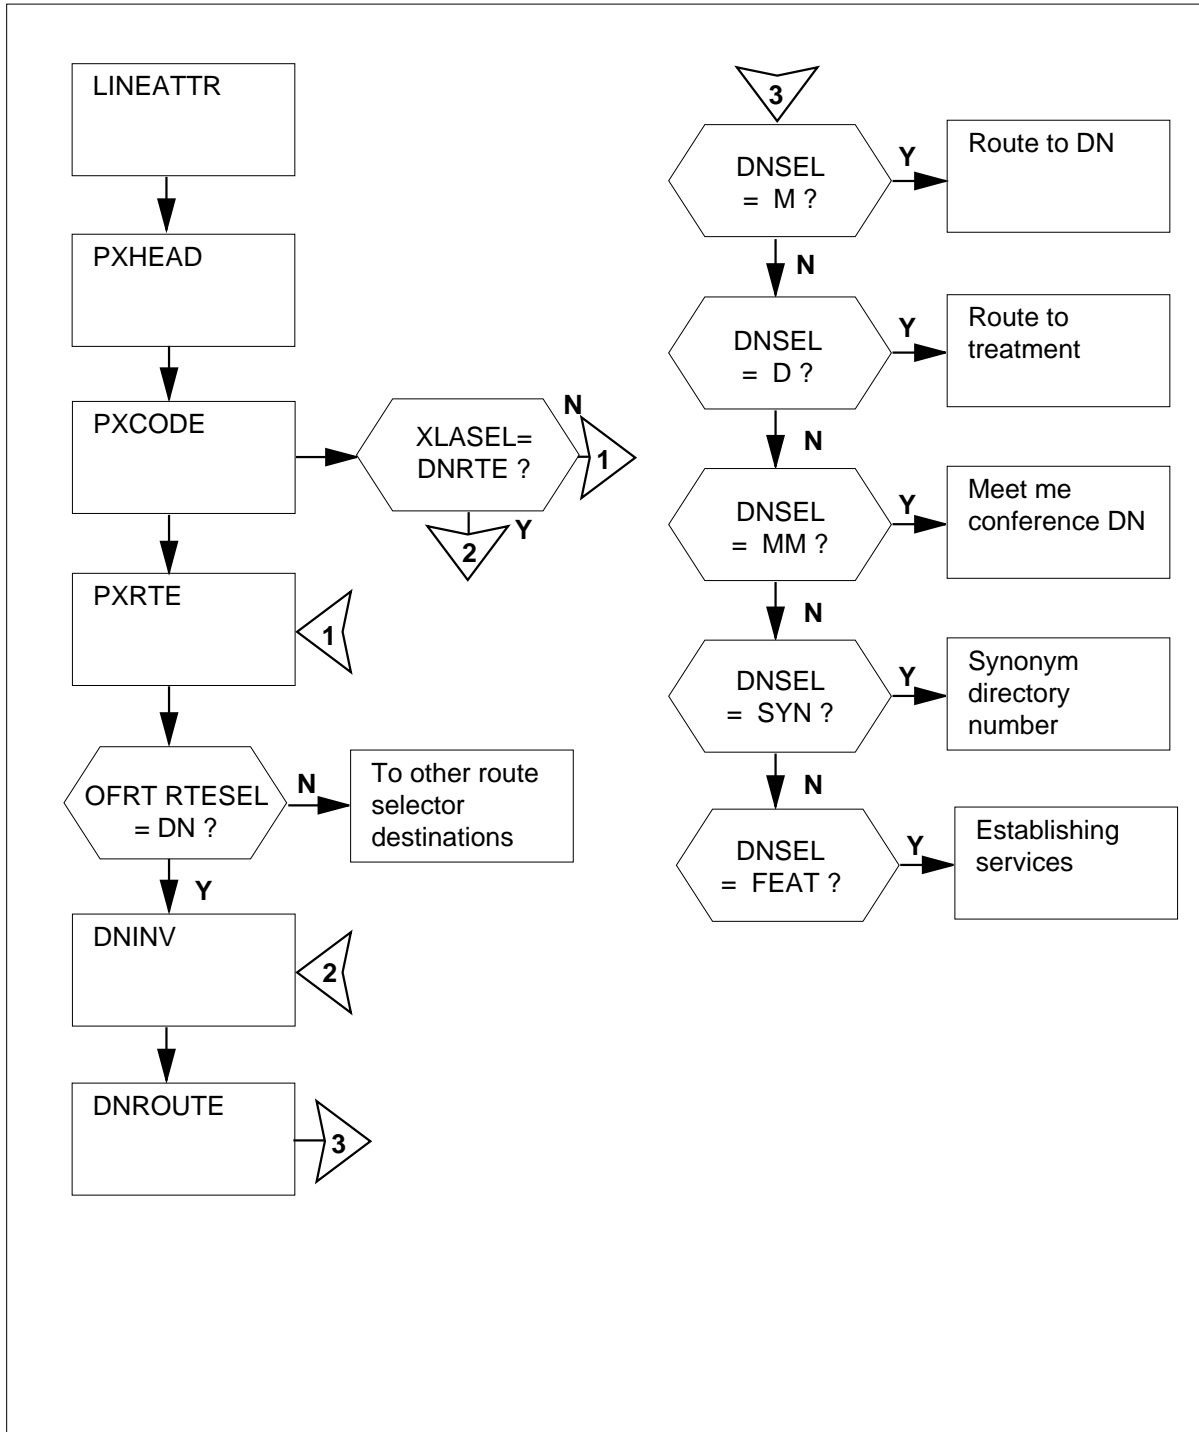 LINEATTR
PXHEAD
PXCODE
N
XLASEL=
DNRTE ?
1
Y
2
PXRTE
1
OFRT RTESEL
= DN ?
N
To other route
selector
destinations
Y
DNINV
2
DNROUTE
3
3
DNSEL
= M ?
Y
Route to DN
N
DNSEL
= D ?
Y
Route to
treatment
N
DNSEL
= MM ?
Y
Meet me
conference DN
N
DNSEL
= SYN ?
Y
Synonym
directory
number
N
DNSEL
= FEAT ?
Y
Establishing
services